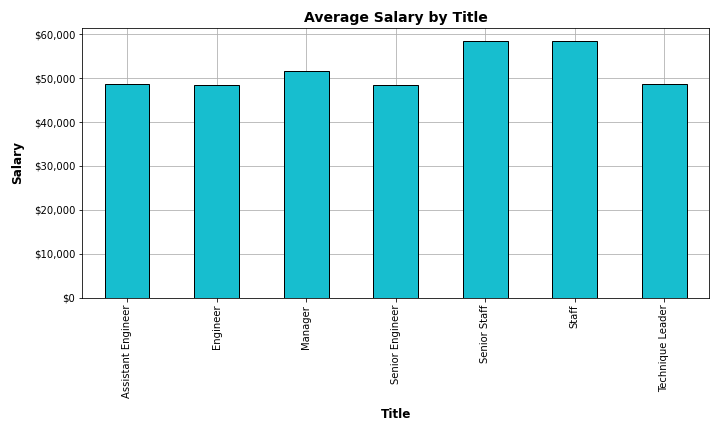 Average Salary by Title
$60,000
$50,000
$40,000
$30,000
$20,000
$10,000
$0
Salary
Assistant Engineer
Engineer
Manager
Senior Engineer
Senior Staff
Staff
Technique Leader
Title